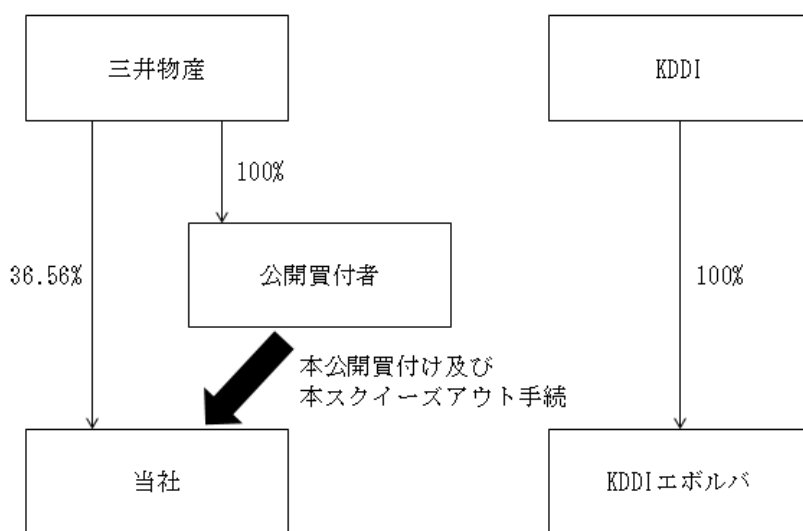 三井物産
KDDI
100%
36.56%
公開買付者
100%
本公開買付け及び
本スクイーズアウト手続
当社
KDDIエボルバ